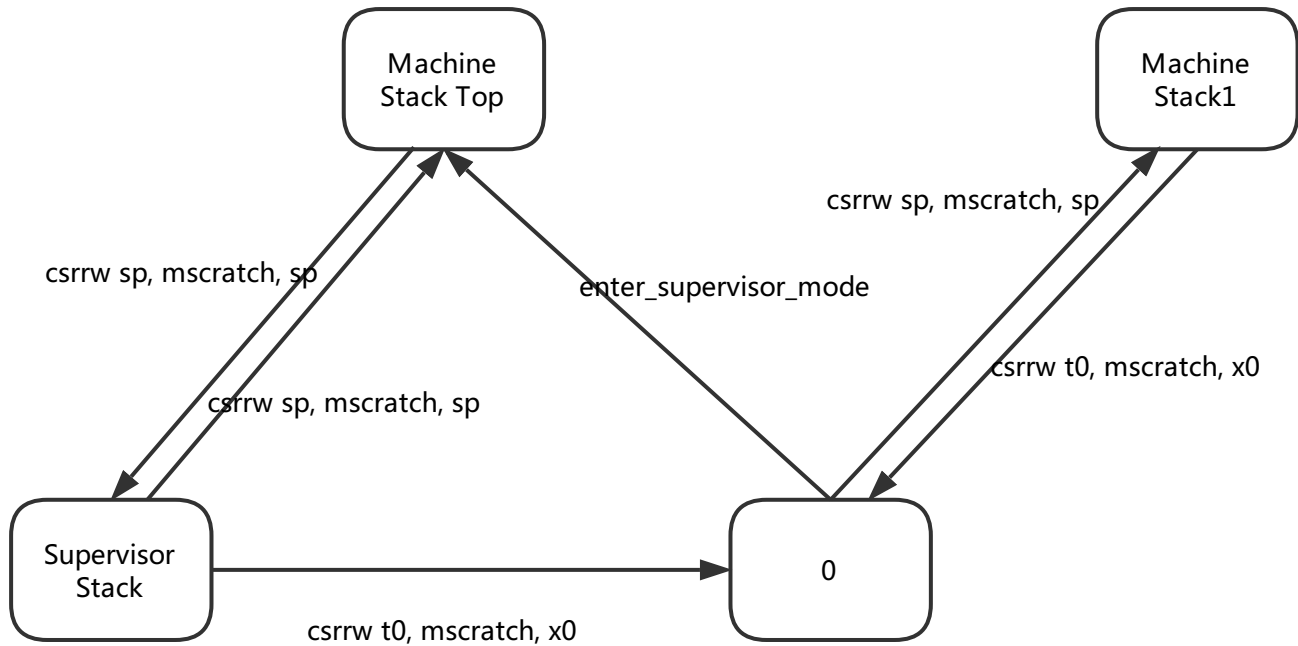 Machine
Stack Top
Machine
Stack1
csrrw sp, mscratch, sp
csrrw sp, mscratch, sp
enter_supervisor_mode
csrrw t0, mscratch, x0
csrrw sp, mscratch, sp
Supervisor
Stack
0
csrrw t0, mscratch, x0